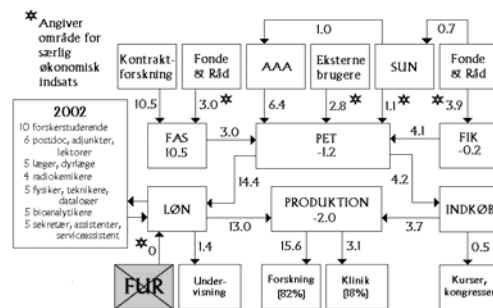 ✱ Angiver
område for
særlig
økonomisk
indsats
1.0
0.7
Kontrakt-
forskning
Fonde
& Råd
AAA
Eksterne
brugere
SUN
Fonde
& Råd
10.5
3.0 ✱
6.4
2.8 ✱
1.1 ✱
✱ 3.9
2002
10 forskerstuderende
6 postdoc, adjunkter,
lektorer
5 læger, dyrlæge
4 radiokemikere
5 fysiker, teknikere,
dataloger
5 bioanalytikere
5 sekretær, assistenter,
serviceassistent
FAS
10.5
3.0
PET
-1.2
4.1
FIK
-0.2
14.4
4.2
LØN
13.0
PRODUKTION
-2.0
3.7
INDKØB
✱
0
1.4
15.6
3.1
0.5
FUR
Under-
visning
Forskning
(82%)
Klinik
(18%)
Kurser,
kongresser